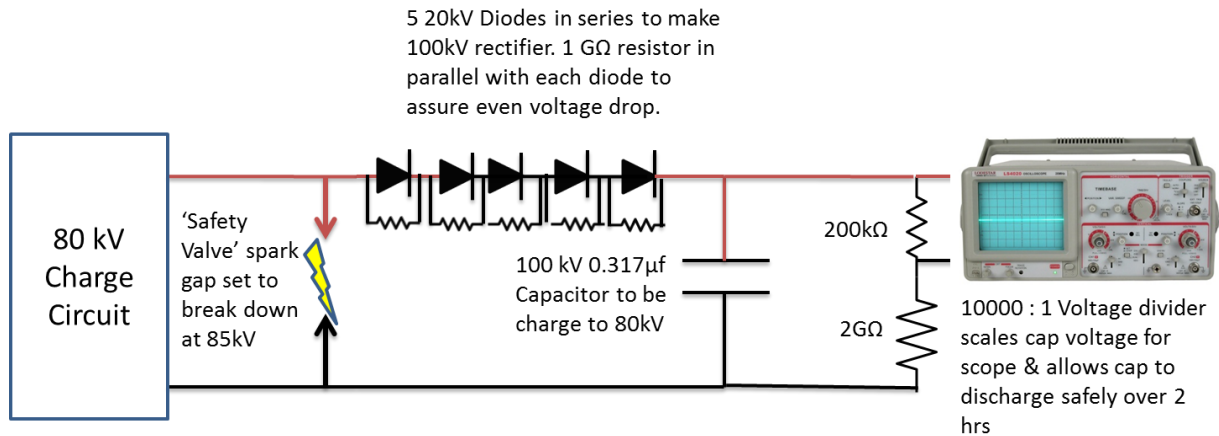 5 20kV Diodes in series to make
100kV rectifier. 1 GΩ resistor in
parallel with each diode to
assure even voltage drop.
80 kV
Charge
Circuit
‘Safety
Valve’ spark
gap set to
break down
at 85kV
100 kV 0.317µf
Capacitor to be
charge to 80kV
200kΩ
2GΩ
10000 : 1 Voltage divider
scales cap voltage for
scope & allows cap to
discharge safely over 2
hrs